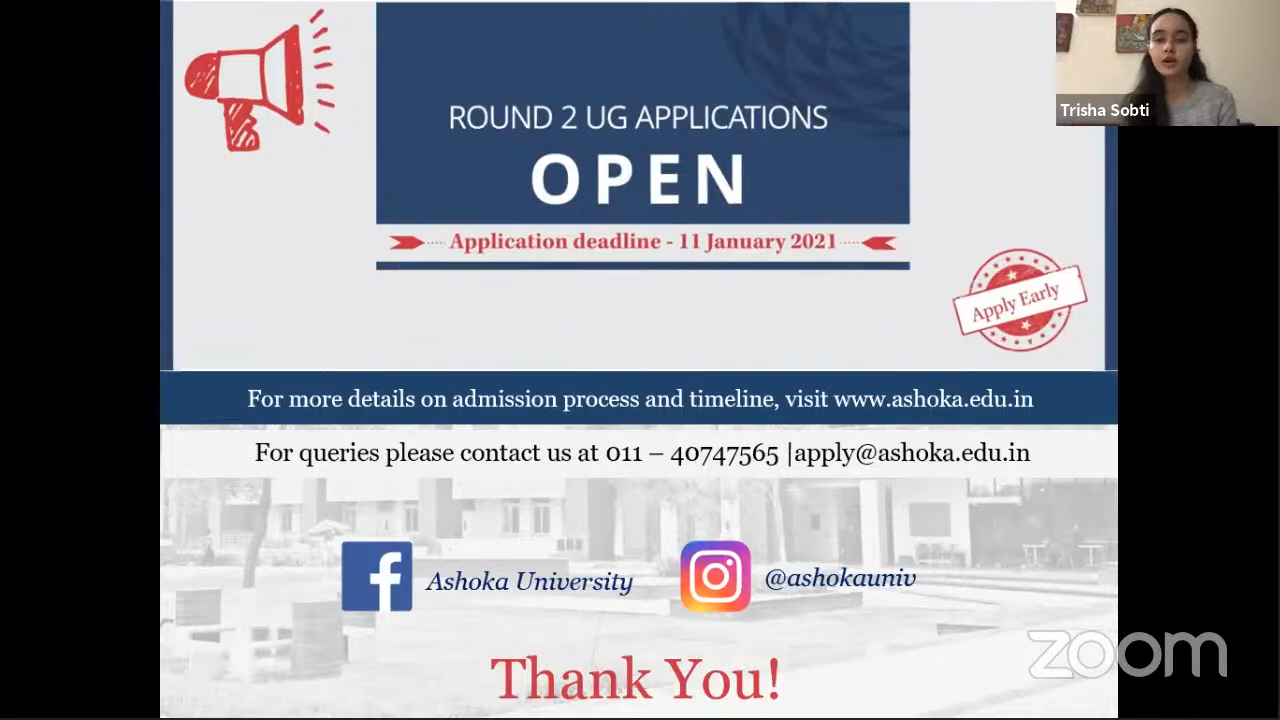 Trisha Sobti
ROUND 2 UG APPLICATIONS
OPEN
Application deadline - 11 January 2021
Apply Early
For more details on admission process and timeline, visit www.ashoka.edu.in
For queries please contact us at 011 – 40747565 |apply@ashoka.edu.in
Ashoka University
@ashokauniv
zoom
Thank You!